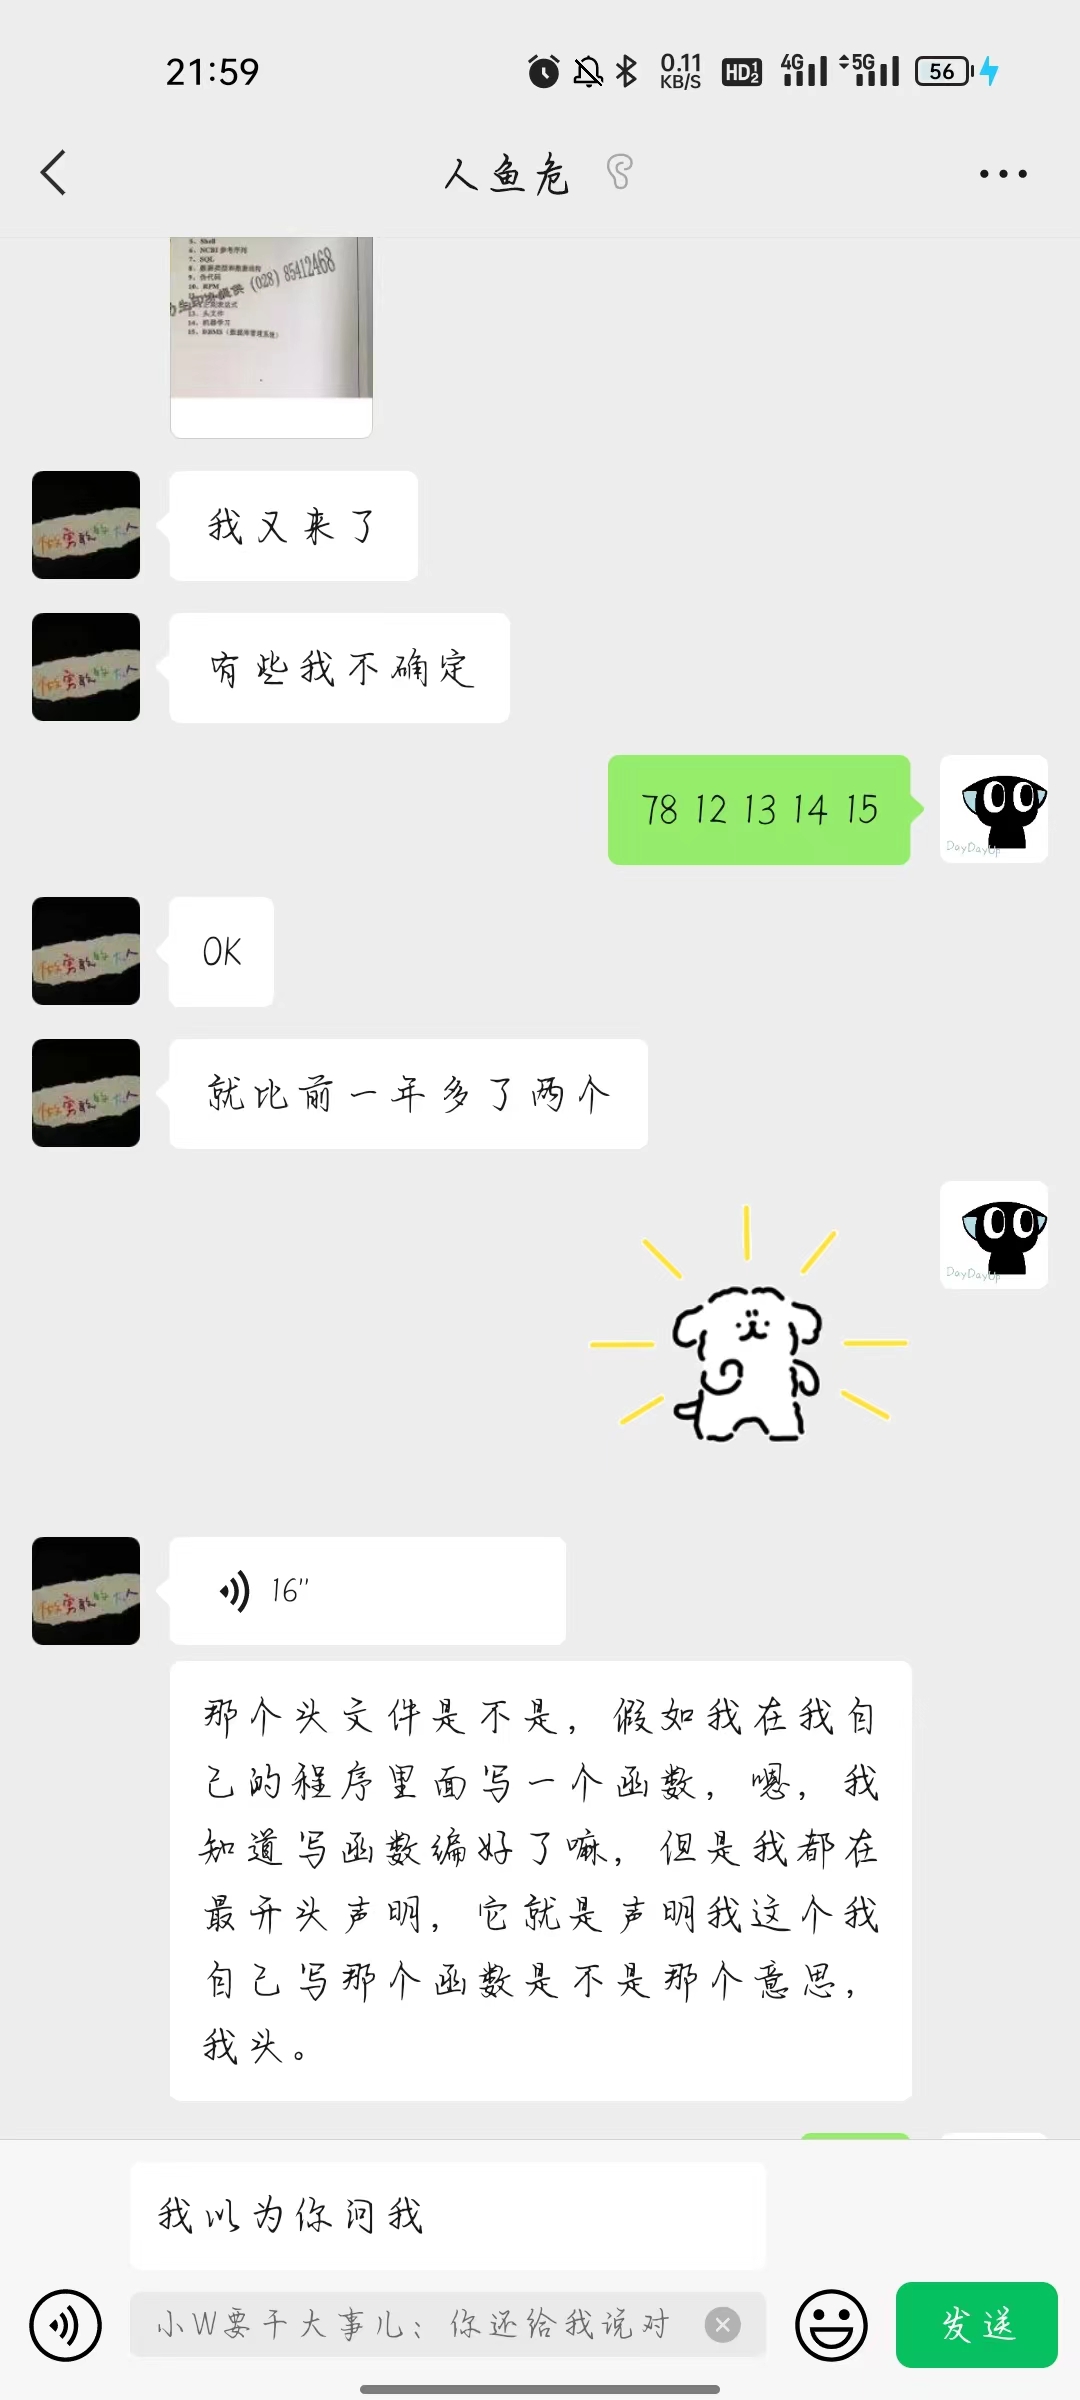 21:59
0.11 KB/S HD 1 2 4G 5G 56
人鱼危
5、Shell
6、NCBI 参考序列
7、SQL
8、数据类型和数据结构
9、伪代码
10、RPM
(028) 85412468
13、头文件
14、机器学习
15、DBMS（数据库管理系统）
我又来了
有些我不确定
78 12 13 14 15
DayDayUp
OK
就比前一年多了两个
DayDayUp
16"
那个头文件是不是，假如我在我自
己的程序里面写一个函数，嗯，我
知道写函数编好了嘛，但是我都在
最开头声明，它就是声明我这个我
自己写那个函数是不是那个意思，
我头。
我以为你问我
小W要干大事儿：你还给我说对
发送